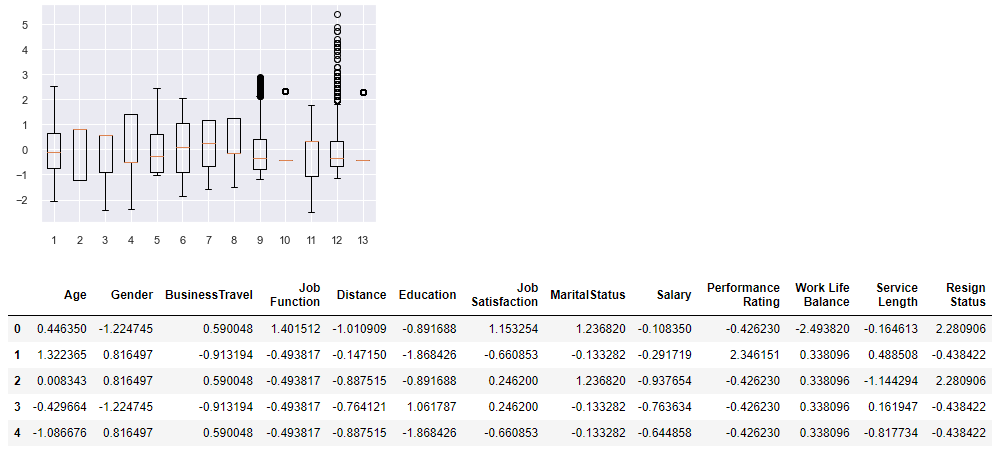 5
4
3
2
1
0
−1
−2
1 2 3 4 5 6 7 8 9 10 11 12 13
Age Gender BusinessTravel Job Function Distance Education Job Satisfaction MaritalStatus Salary Performance Rating Work Life Balance Service Length Resign Status
0 0.446350 -1.224745 0.590048 1.401512 -1.010909 -0.891688 1.153254 1.236820 -0.108350 -0.426230 -2.493820 -0.164613 2.280906
1 1.322365 0.816497 -0.913194 -0.493817 -0.147150 -1.868426 -0.660853 -0.133282 -0.291719 2.346151 0.338096 0.488508 -0.438422
2 0.008343 0.816497 0.590048 -0.493817 -0.887515 -0.891688 0.246200 1.236820 -0.937654 -0.426230 0.338096 -1.144294 2.280906
3 -0.429664 -1.224745 -0.913194 -0.493817 -0.764121 1.061787 0.246200 -0.133282 -0.763634 -0.426230 0.338096 0.161947 -0.438422
4 -1.086676 0.816497 0.590048 -0.493817 -0.887515 -1.868426 -0.660853 -0.133282 -0.644858 -0.426230 0.338096 -0.817734 -0.438422